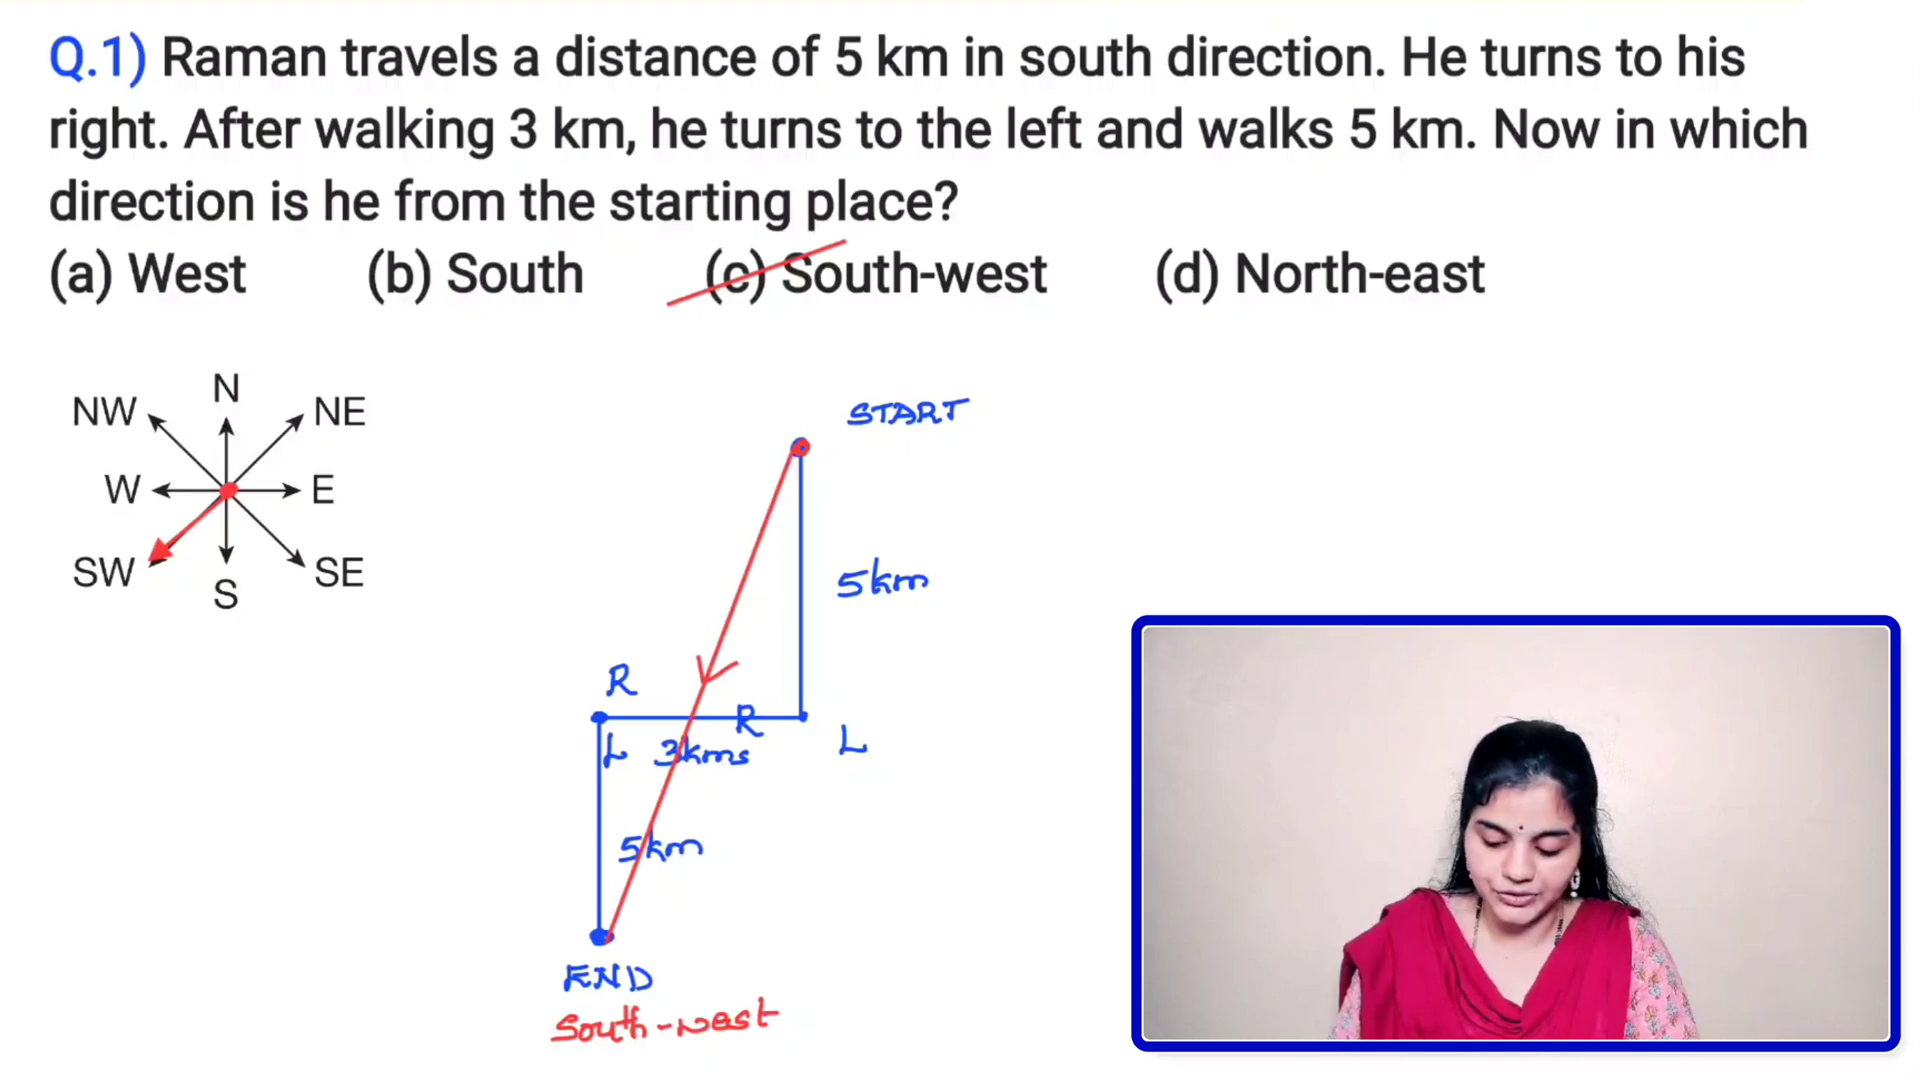 Q.1) Raman travels a distance of 5 km in south direction. He turns to his
right. After walking 3 km, he turns to the left and walks 5 km. Now in which
direction is he from the starting place?
(a) West (b) South (c) South-west (d) North-east
N
NW NE
W E
SW SE
S
START
5km
R
R
L 3kms L
5km
END
South-west